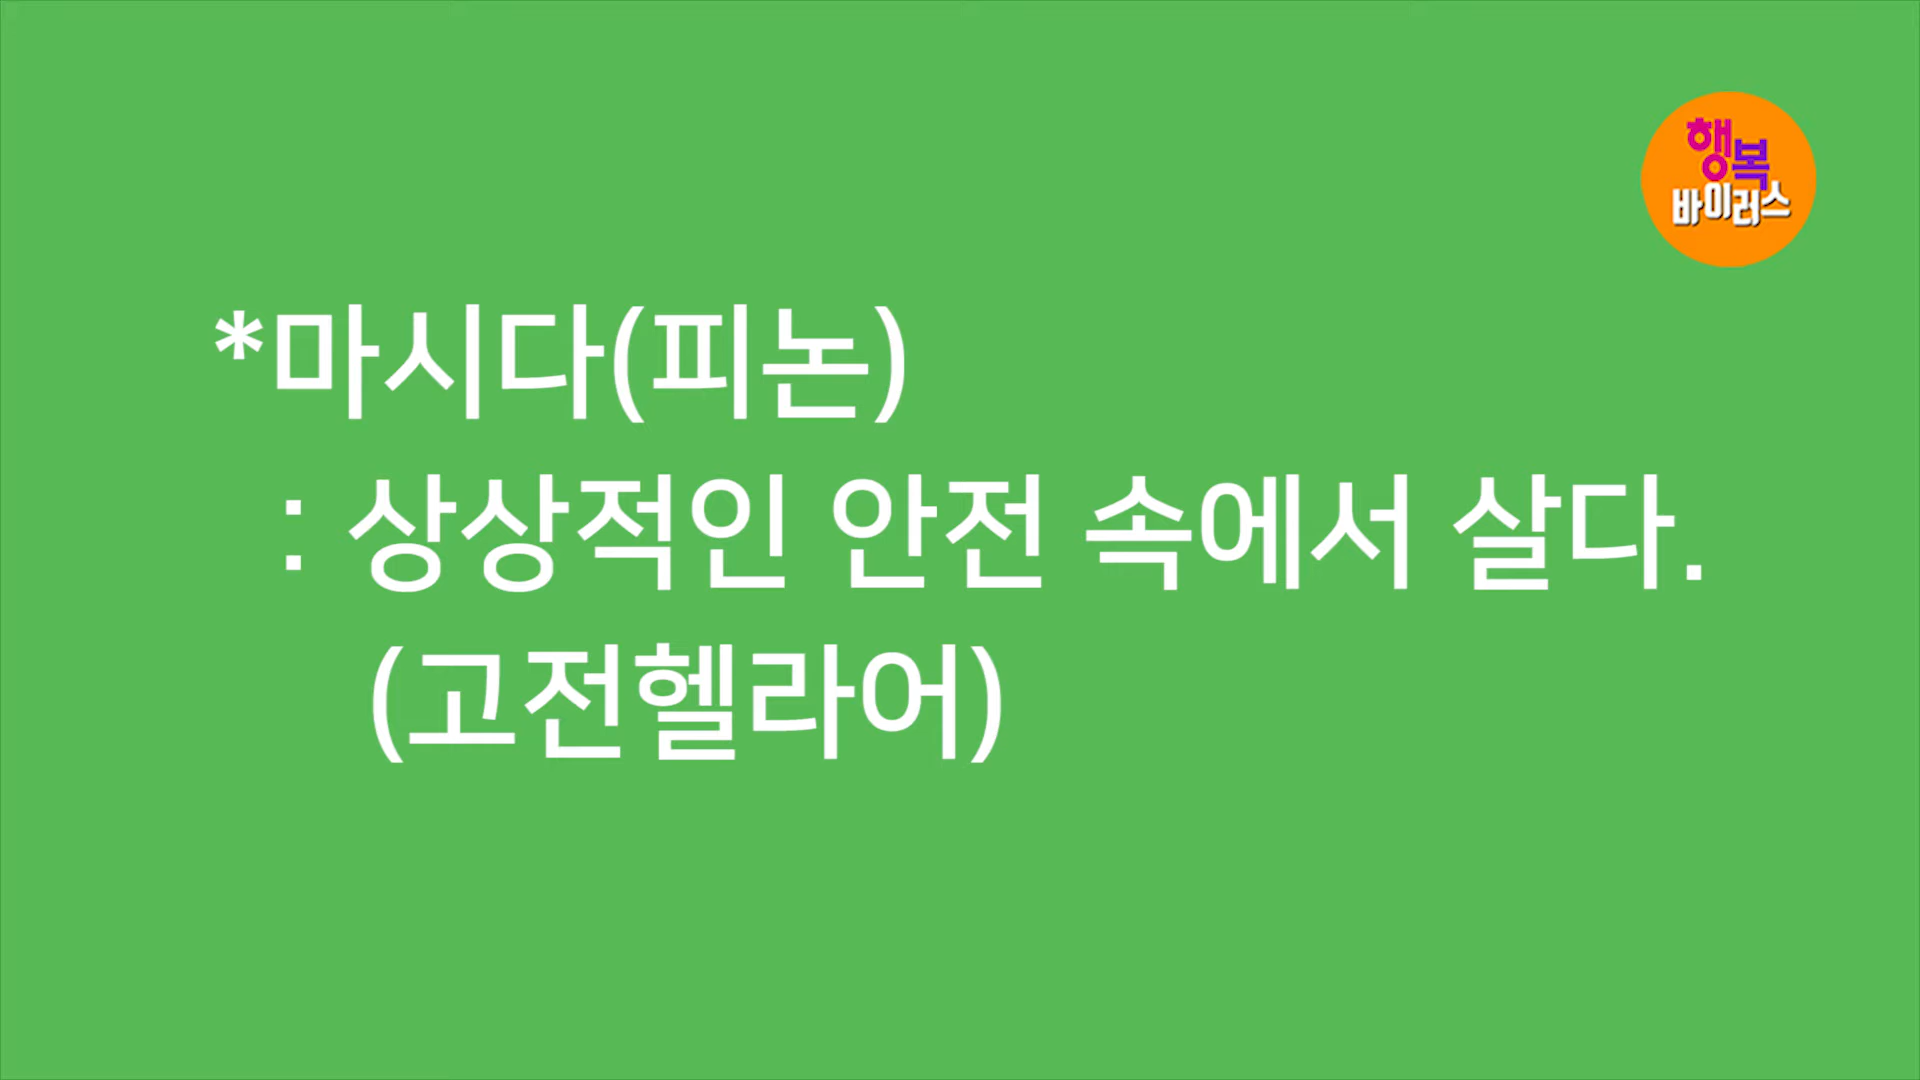 행복
바이러스
*마시다(피논)
: 상상적인 안전 속에서 살다.
(고전헬라어)